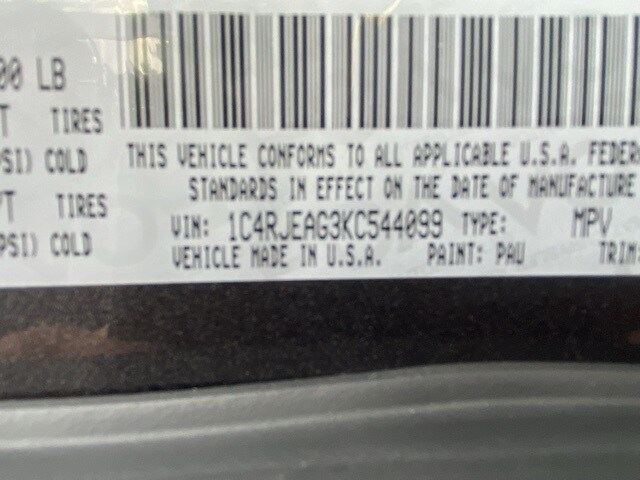 00 LB
T TIRES
PSI) COLD
THIS VEHICLE CONFORMS TO ALL APPLICABLE U.S.A. FEDER
STANDARDS IN EFFECT ON THE DATE OF MANUFACTURE
PT TIRES
VIN: 1C4RJEAG3KC544099 TYPE: MPV
PSI) COLD
VEHICLE MADE IN U.S.A. PAINT: PAU TRIM: